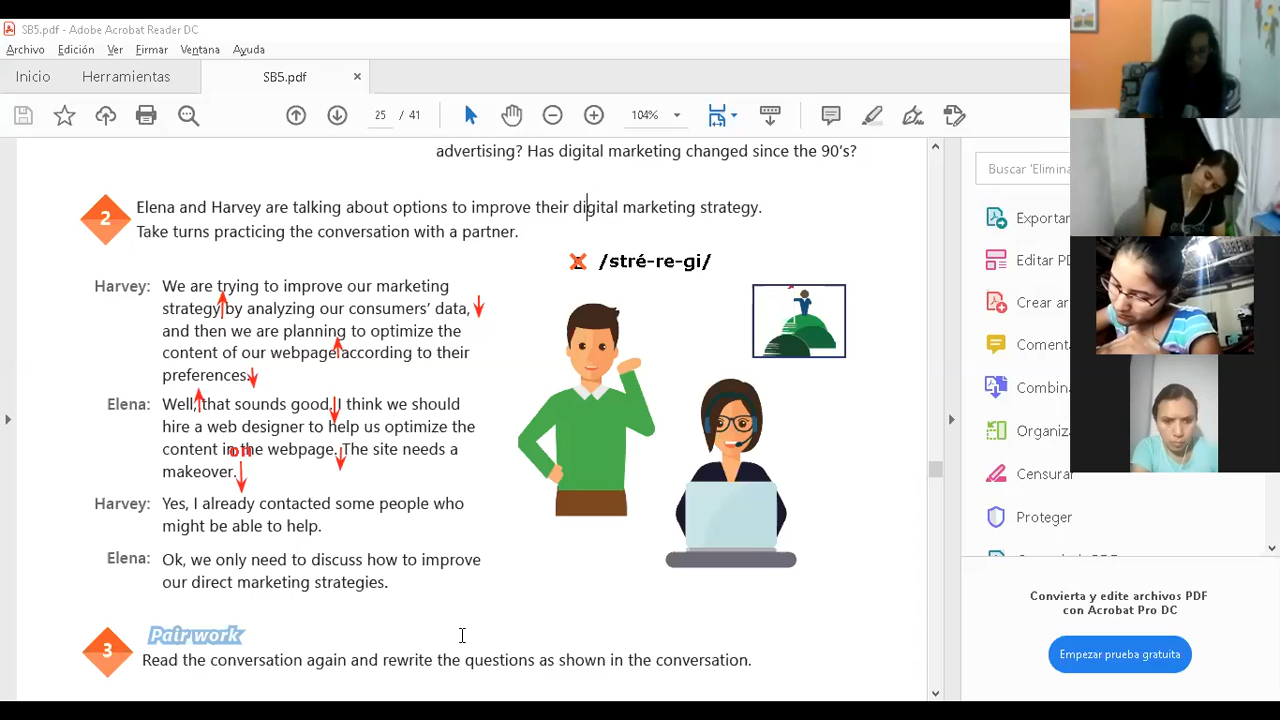 SB5.pdf - Adobe Acrobat Reader DC
Archivo Edición Ver Firmar Ventana Ayuda
Inicio Herramientas SB5.pdf ×
25 / 41 104%
advertising? Has digital marketing changed since the 90's?
2 Elena and Harvey are talking about options to improve their digital marketing strategy.
Take turns practicing the conversation with a partner.
/stré-re-gi/
Harvey: We are trying to improve our marketing
strategy by analyzing our consumers' data,
and then we are planning to optimize the
content of our webpage according to their
preferences.
Elena: Well, that sounds good. I think we should
hire a web designer to help us optimize the
content in the webpage. The site needs a
on
makeover.
Harvey: Yes, I already contacted some people who
might be able to help.
Elena: Ok, we only need to discuss how to improve
our direct marketing strategies.
3 Pair work
Read the conversation again and rewrite the questions as shown in the conversation.
Buscar 'Elimina
Exportar
Editar PD
Crear ar
Coment
Combin
Organiz
Censurar
Proteger
Convierta y edite archivos PDF
con Acrobat Pro DC
Empezar prueba gratuita